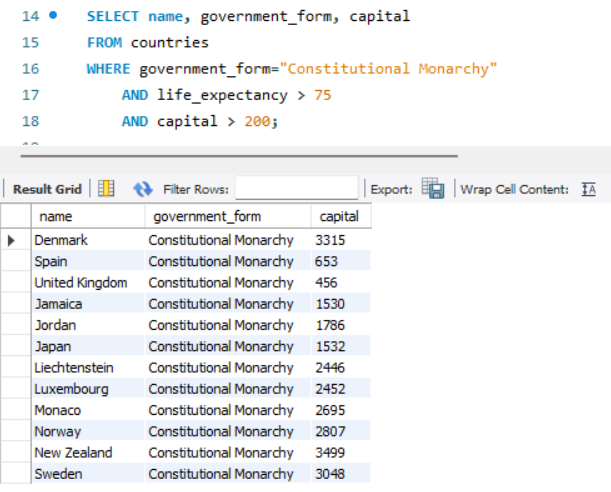 14 SELECT name, government_form, capital
15 FROM countries
16 WHERE government_form="Constitutional Monarchy"
17 AND life_expectancy > 75
18 AND capital > 200;
Result Grid Filter Rows: Export: Wrap Cell Content:
name government_form capital
Denmark Constitutional Monarchy 3315
Spain Constitutional Monarchy 653
United Kingdom Constitutional Monarchy 456
Jamaica Constitutional Monarchy 1530
Jordan Constitutional Monarchy 1786
Japan Constitutional Monarchy 1532
Liechtenstein Constitutional Monarchy 2446
Luxembourg Constitutional Monarchy 2452
Monaco Constitutional Monarchy 2695
Norway Constitutional Monarchy 2807
New Zealand Constitutional Monarchy 3499
Sweden Constitutional Monarchy 3048